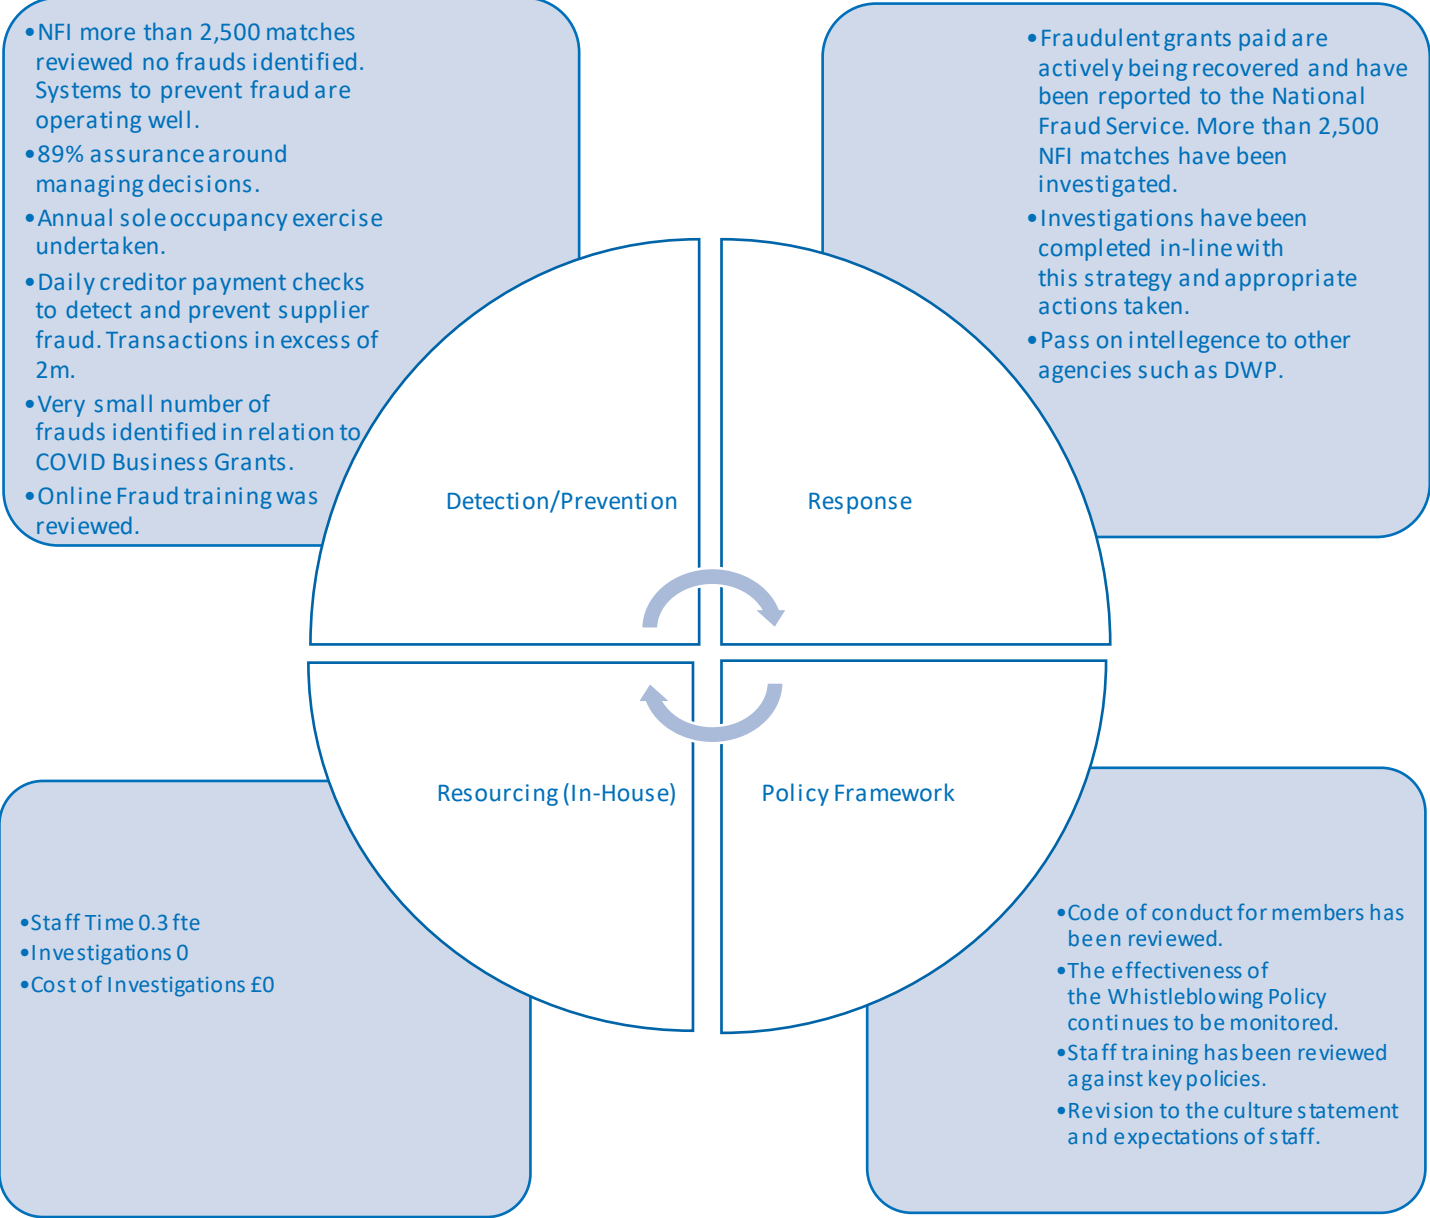 •NFI more than 2,500 matches
reviewed no frauds identified.
Systems to prevent fraud are
operating well.
•89% assurance around
managing decisions.
•Annual sole occupancy exercise
undertaken.
•Daily creditor payment checks
to detect and prevent supplier
fraud. Transactions in excess of
2m.
•Very small number of
frauds identified in relation to
COVID Business Grants.
•Online Fraud training was
reviewed.
•Fraudulent grants paid are
actively being recovered and have
been reported to the National
Fraud Service. More than 2,500
NFI matches have been
investigated.
•Investigations have been
completed in-line with
this strategy and appropriate
actions taken.
•Pass on intellegence to other
agencies such as DWP.
Detection/Prevention
Response
Resourcing (In-House)
Policy Framework
•Staff Time 0.3 fte
•Investigations 0
•Cost of Investigations £0
•Code of conduct for members has
been reviewed.
•The effectiveness of
the Whistleblowing Policy
continues to be monitored.
•Staff training has been reviewed
against key policies.
•Revision to the culture statement
and expectations of staff.